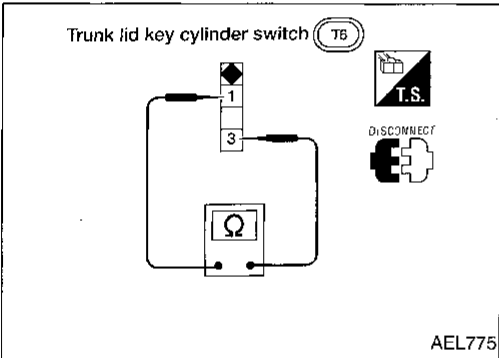 Trunk lid key cylinder switch T6
1
3
Ω
T.S.
DISCONNECT
AEL775